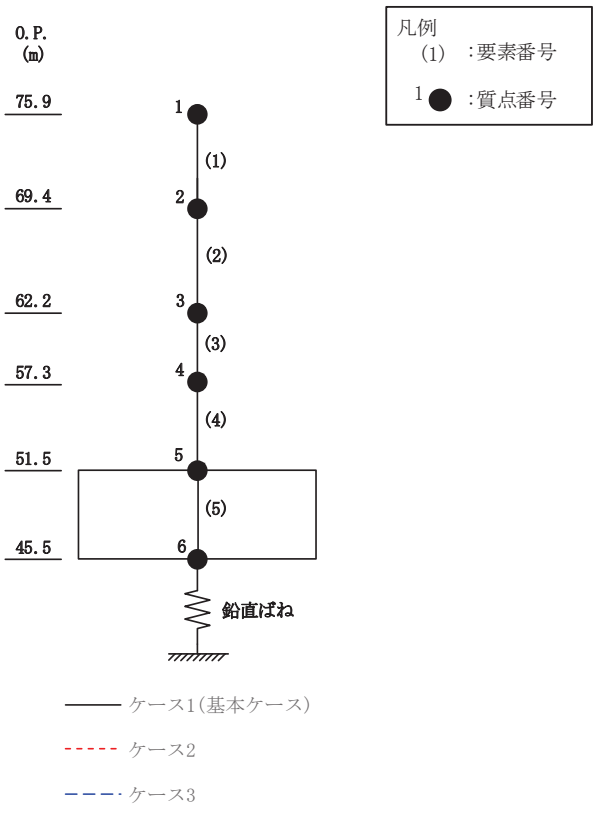 O.P.
(m)
凡例
(1) :要素番号
1 :質点番号
75.9
1
(1)
69.4
2
(2)
62.2
3
(3)
57.3
4
(4)
51.5
5
(5)
45.5
6
鉛直ばね
ケース1(基本ケース)
ケース2
ケース3